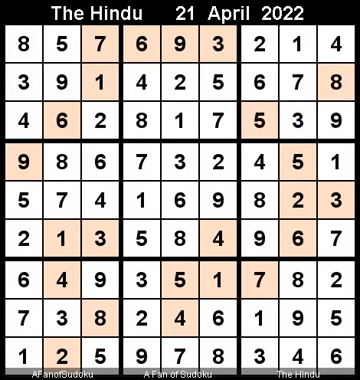 The Hindu 21 April 2022
8 5 7 6 9 3 2 1 4
3 9 1 4 2 5 6 7 8
4 6 2 8 1 7 5 3 9
9 8 6 7 3 2 4 5 1
5 7 4 1 6 9 8 2 3
2 1 3 5 8 4 9 6 7
6 4 9 3 5 1 7 8 2
7 3 8 2 4 6 1 9 5
1 2 5 9 7 8 3 4 6
AFanofSudoku A Fan of Sudoku The Hindu